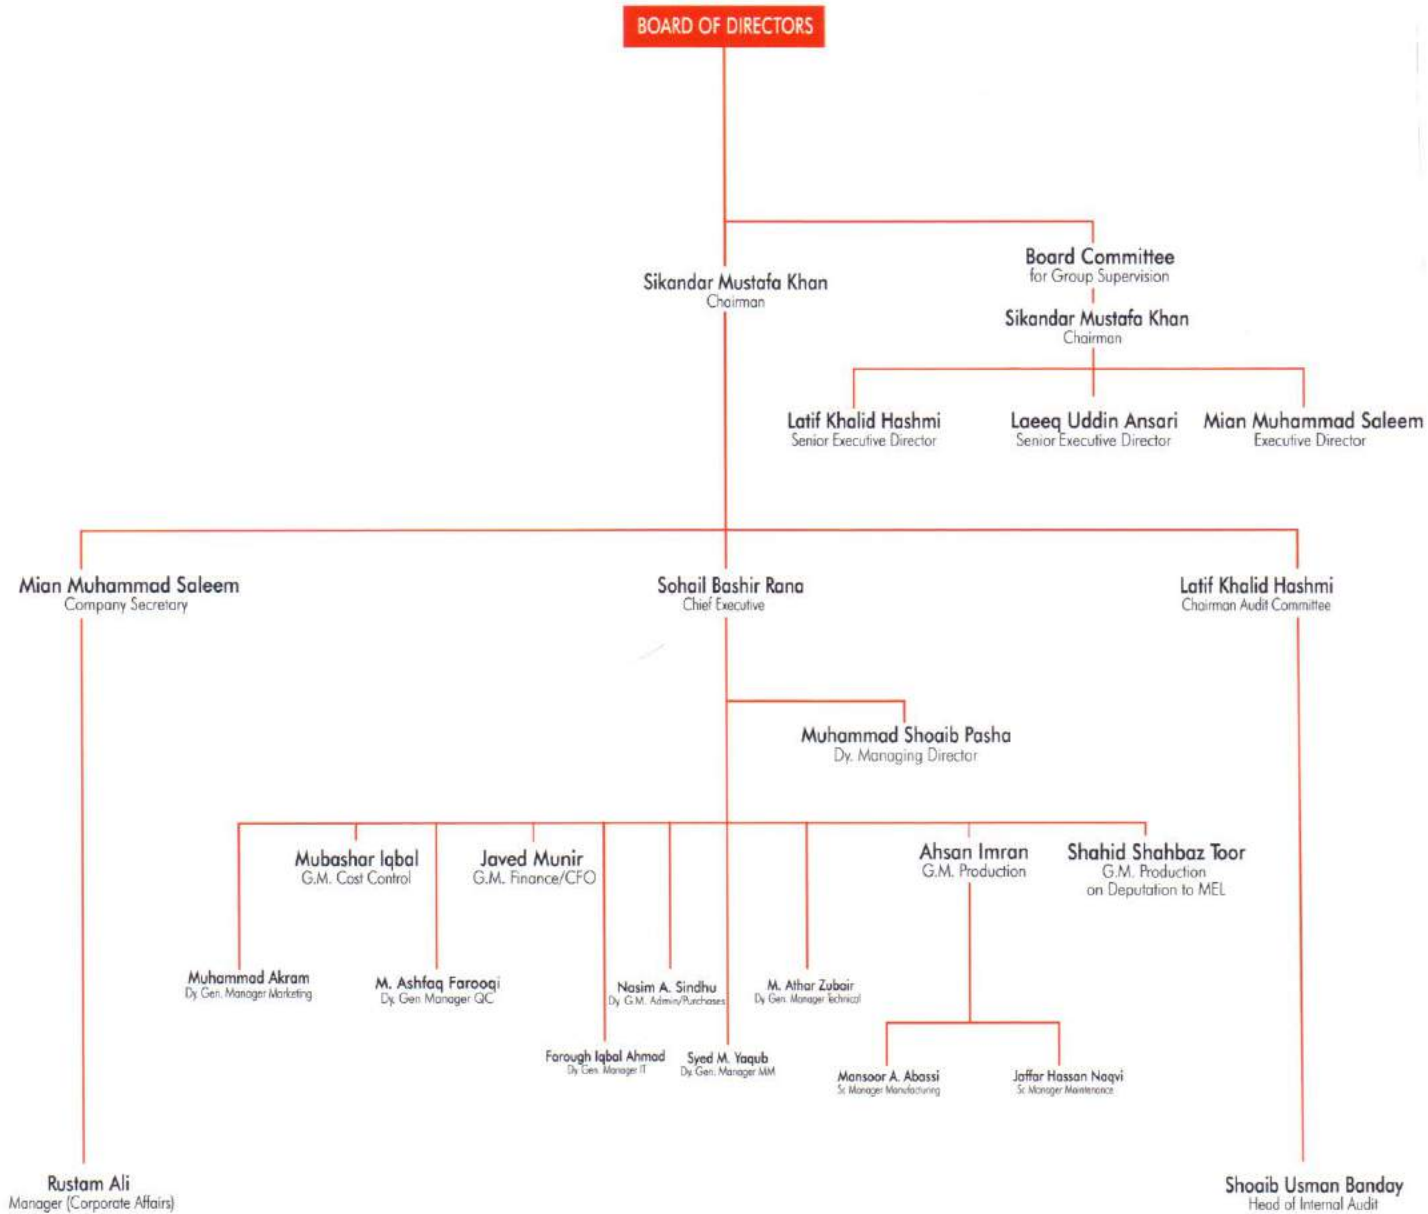 BOARD OF DIRECTORS
Board Committee
for Group Supervision
Sikandar Mustafa Khan
Chairman
Sikandar Mustafa Khan
Chairman
Latif Khalid Hashmi
Senior Executive Director
Laeeq Uddin Ansari
Senior Executive Director
Mian Muhammad Saleem
Executive Director
Mian Muhammad Saleem
Company Secretary
Sohail Bashir Rana
Chief Executive
Latif Khalid Hashmi
Chairman Audit Committee
Muhammad Shoaib Pasha
Dy. Managing Director
Mubashar Iqbal
G.M. Cost Control
Javed Munir
G.M. Finance/CFO
Ahsan Imran
G.M. Production
Shahid Shahbaz Toor
G.M. Production
on Deputation to MEL
Muhammad Akram
Dy. Gen. Manager Marketing
M. Ashfaq Farooqi
Dy. Gen Manager QC
Nasim A. Sindhu
Dy. G.M. Admin/Purchases
M. Athar Zubair
Dy. Gen. Manager Technical
Farough Iqbal Ahmad
Dy. Gen. Manager IT
Syed M. Yaqub
Dy. Gen. Manager MM
Mansoor A. Abassi
Sr. Manager Manufacturing
Jaffar Hassan Naqvi
Sr. Manager Maintenance
Rustam Ali
Manager (Corporate Affairs)
Shoaib Usman Banday
Head of Internal Audit